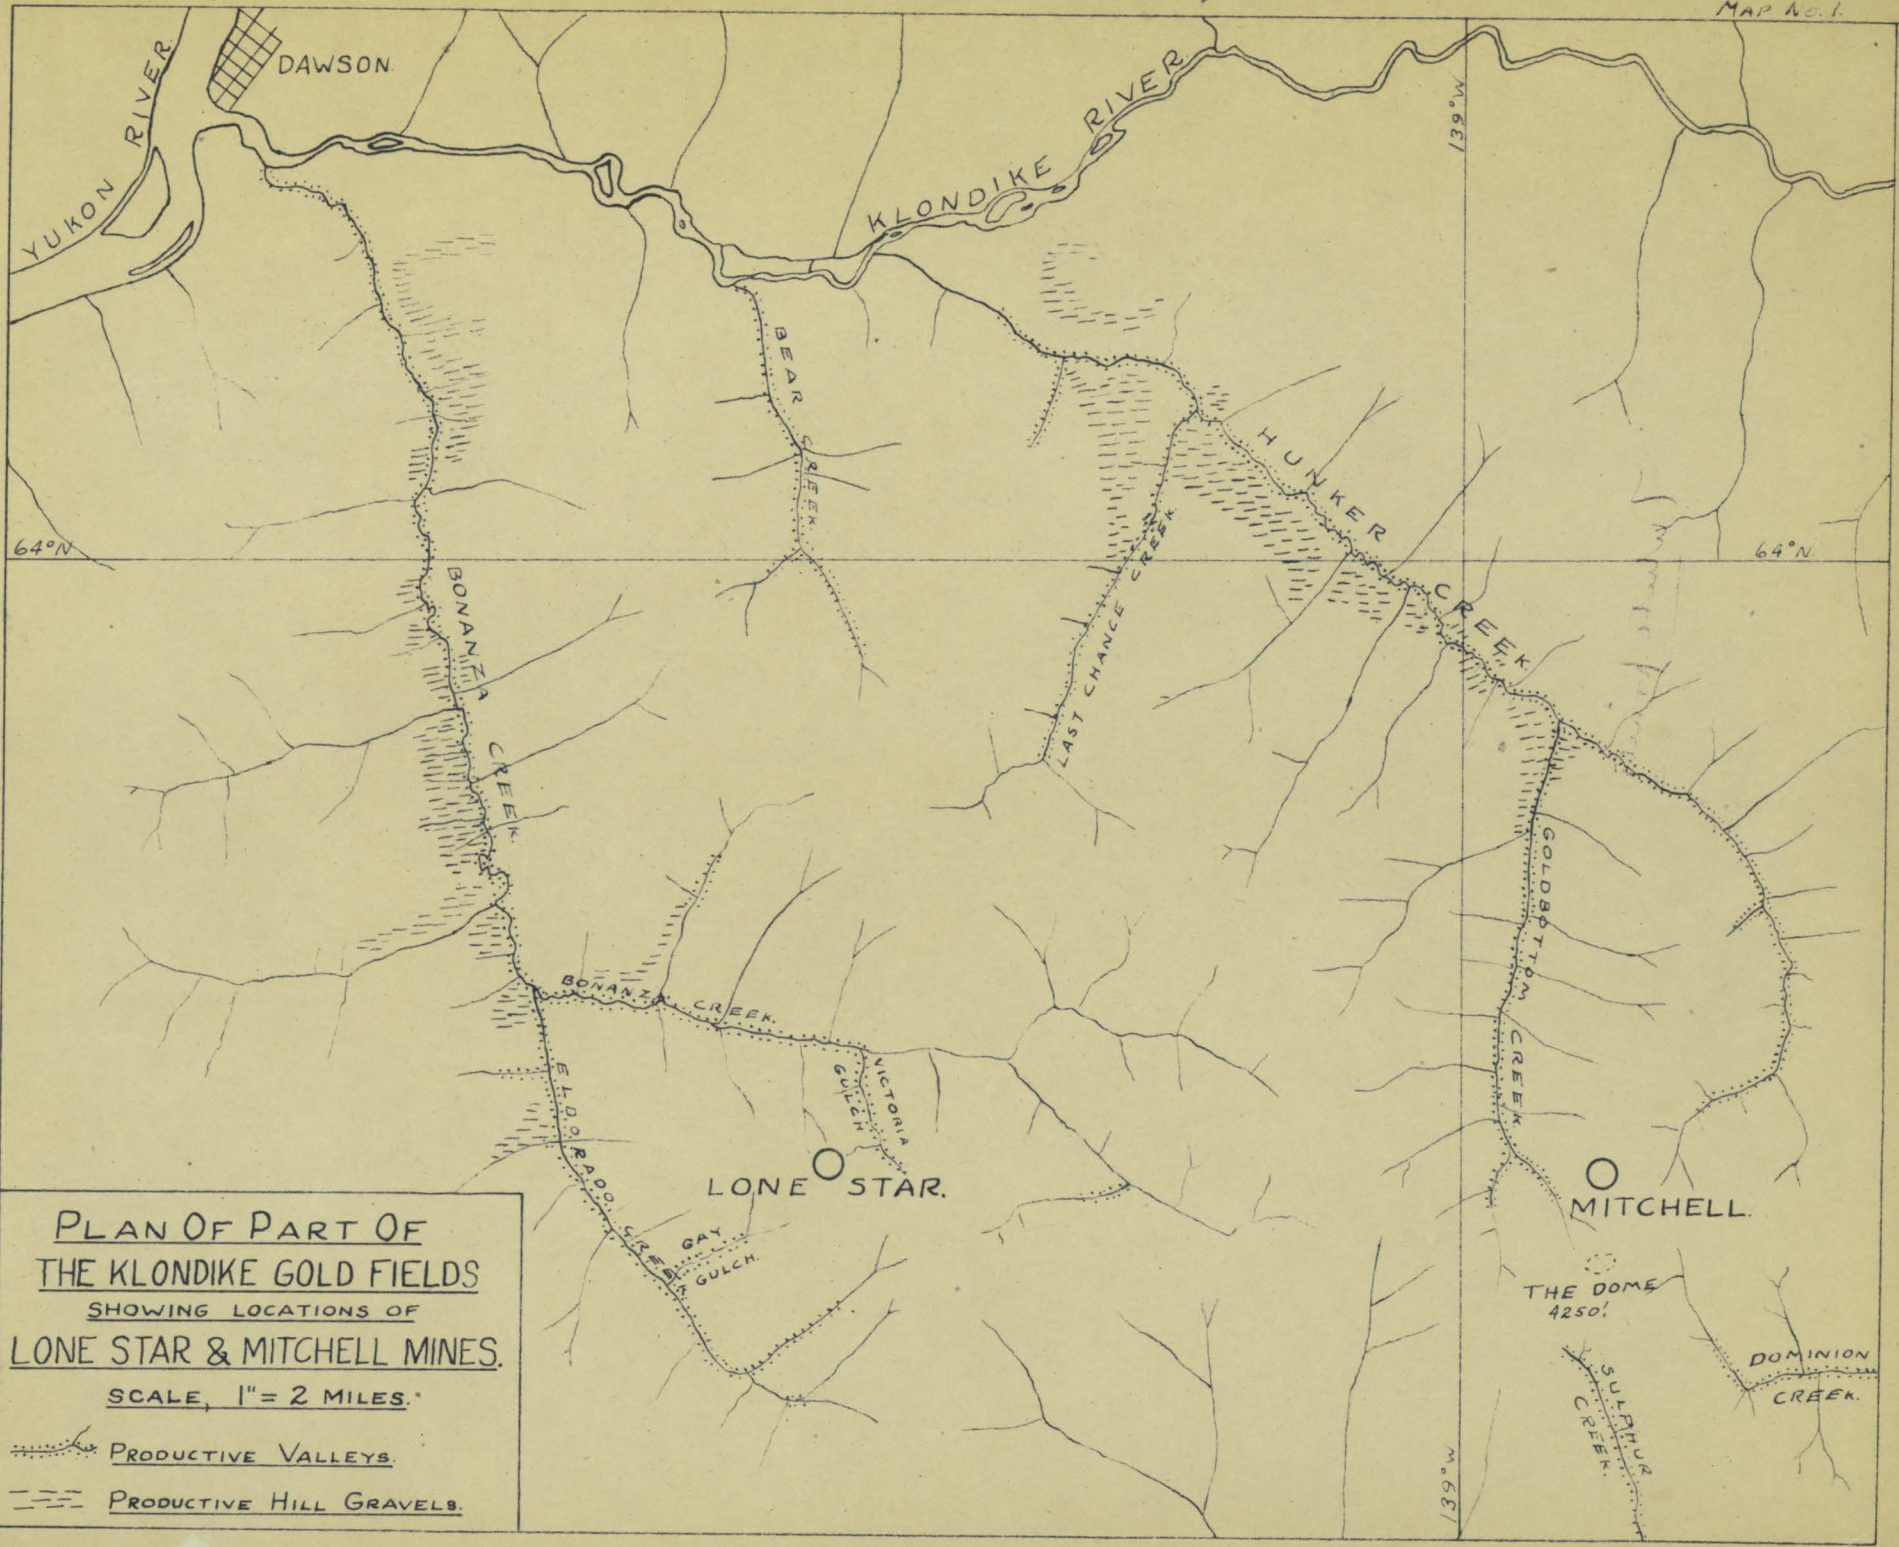 MAP NO. 1.
DAWSON
YUKON RIVER
KLONDIKE RIVER
139°W
BEAR CREEK
HUNKER CREEK
64°N
64°N
LAST CHANCE CREEK
BONANZA CREEK
GOLDBOTTOM CREEK
BONANZA CREEK.
VICTORIA GULCH
ELDORADO CREEK
LONE STAR.
MITCHELL.
GAY GULCH
THE DOME
4250!
DOMINION
CREEK.
SULPHUR
CREEK.
139°W
PLAN OF PART OF
THE KLONDIKE GOLD FIELDS
SHOWING LOCATIONS OF
LONE STAR & MITCHELL MINES.
SCALE, 1" = 2 MILES.
PRODUCTIVE VALLEYS.
PRODUCTIVE HILL GRAVELS.